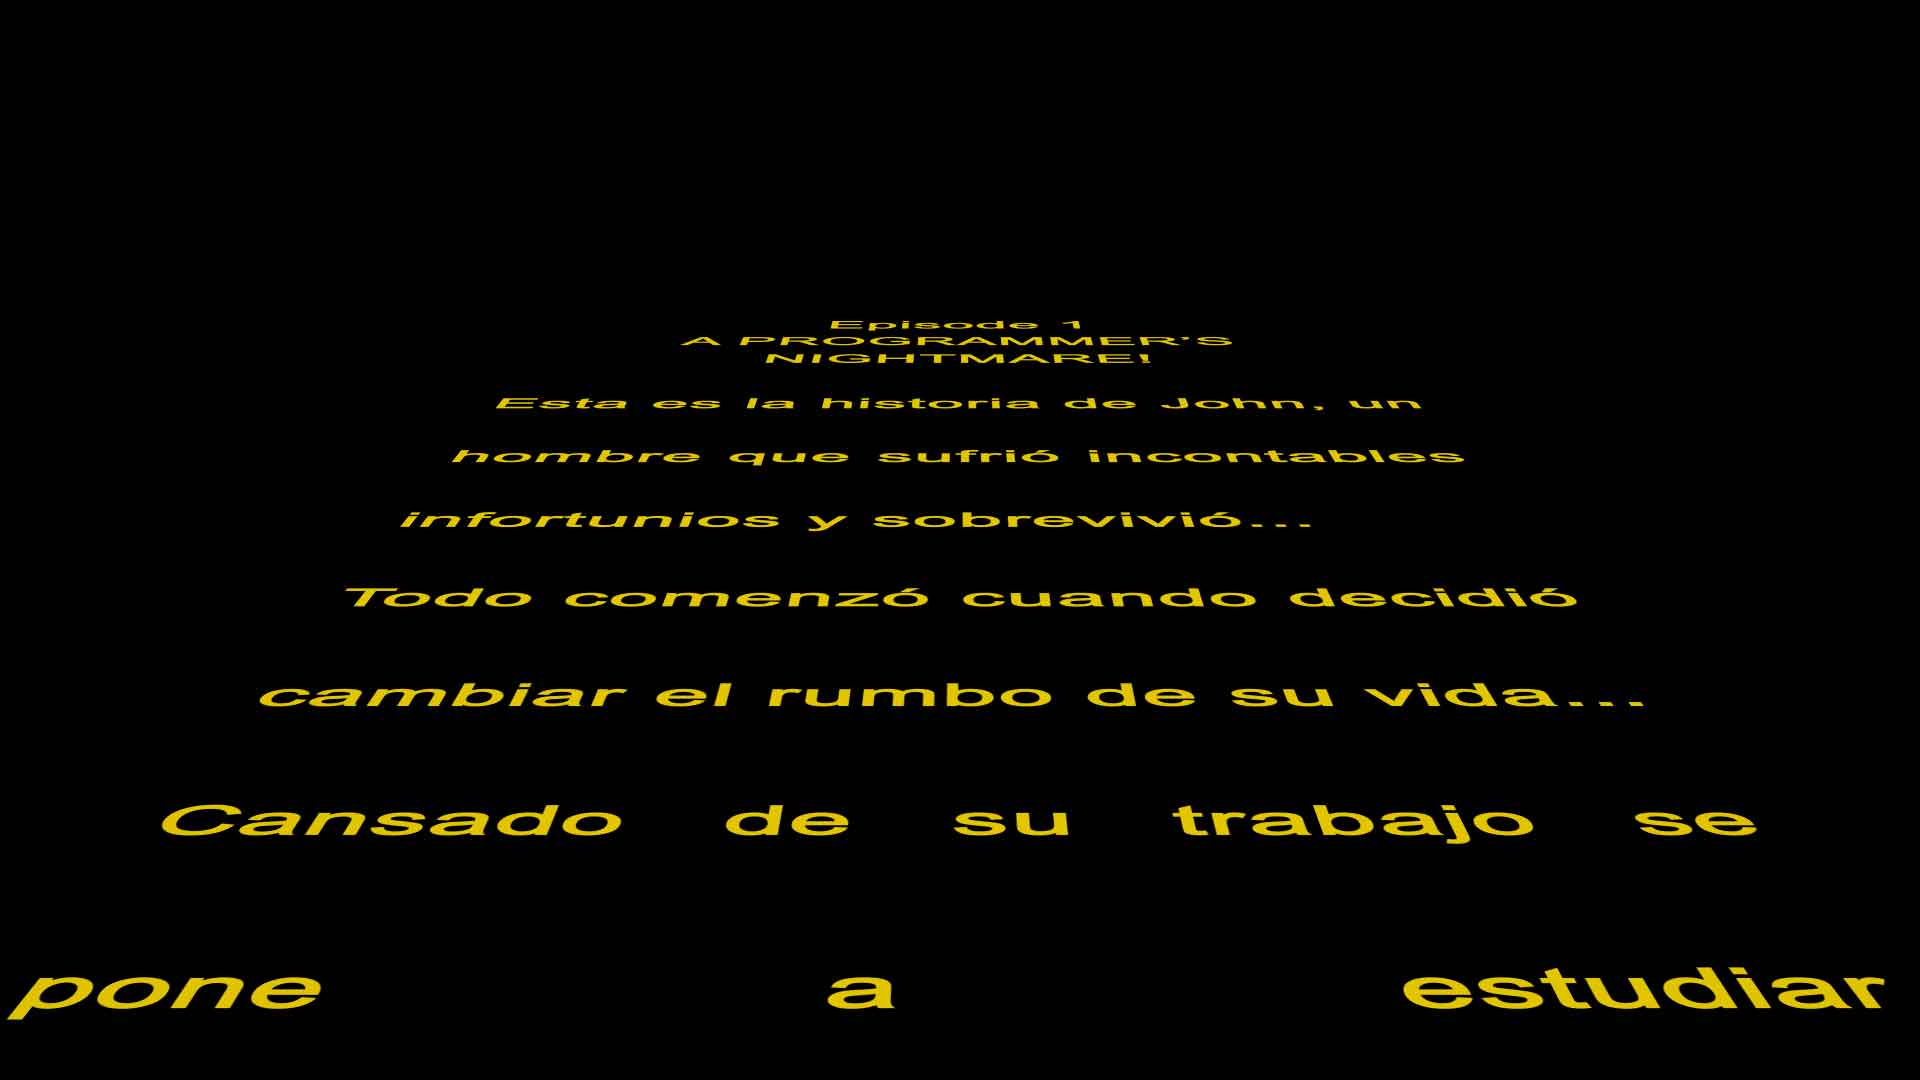 Episode 1
A PROGRAMMER'S
NIGHTMARE!
Esta es la historia de John, un
hombre que sufrió incontables
infortunios y sobrevivió...
Todo comenzó cuando decidió
cambiar el rumbo de su vida...
Cansado de su trabajo se
pone a estudiar